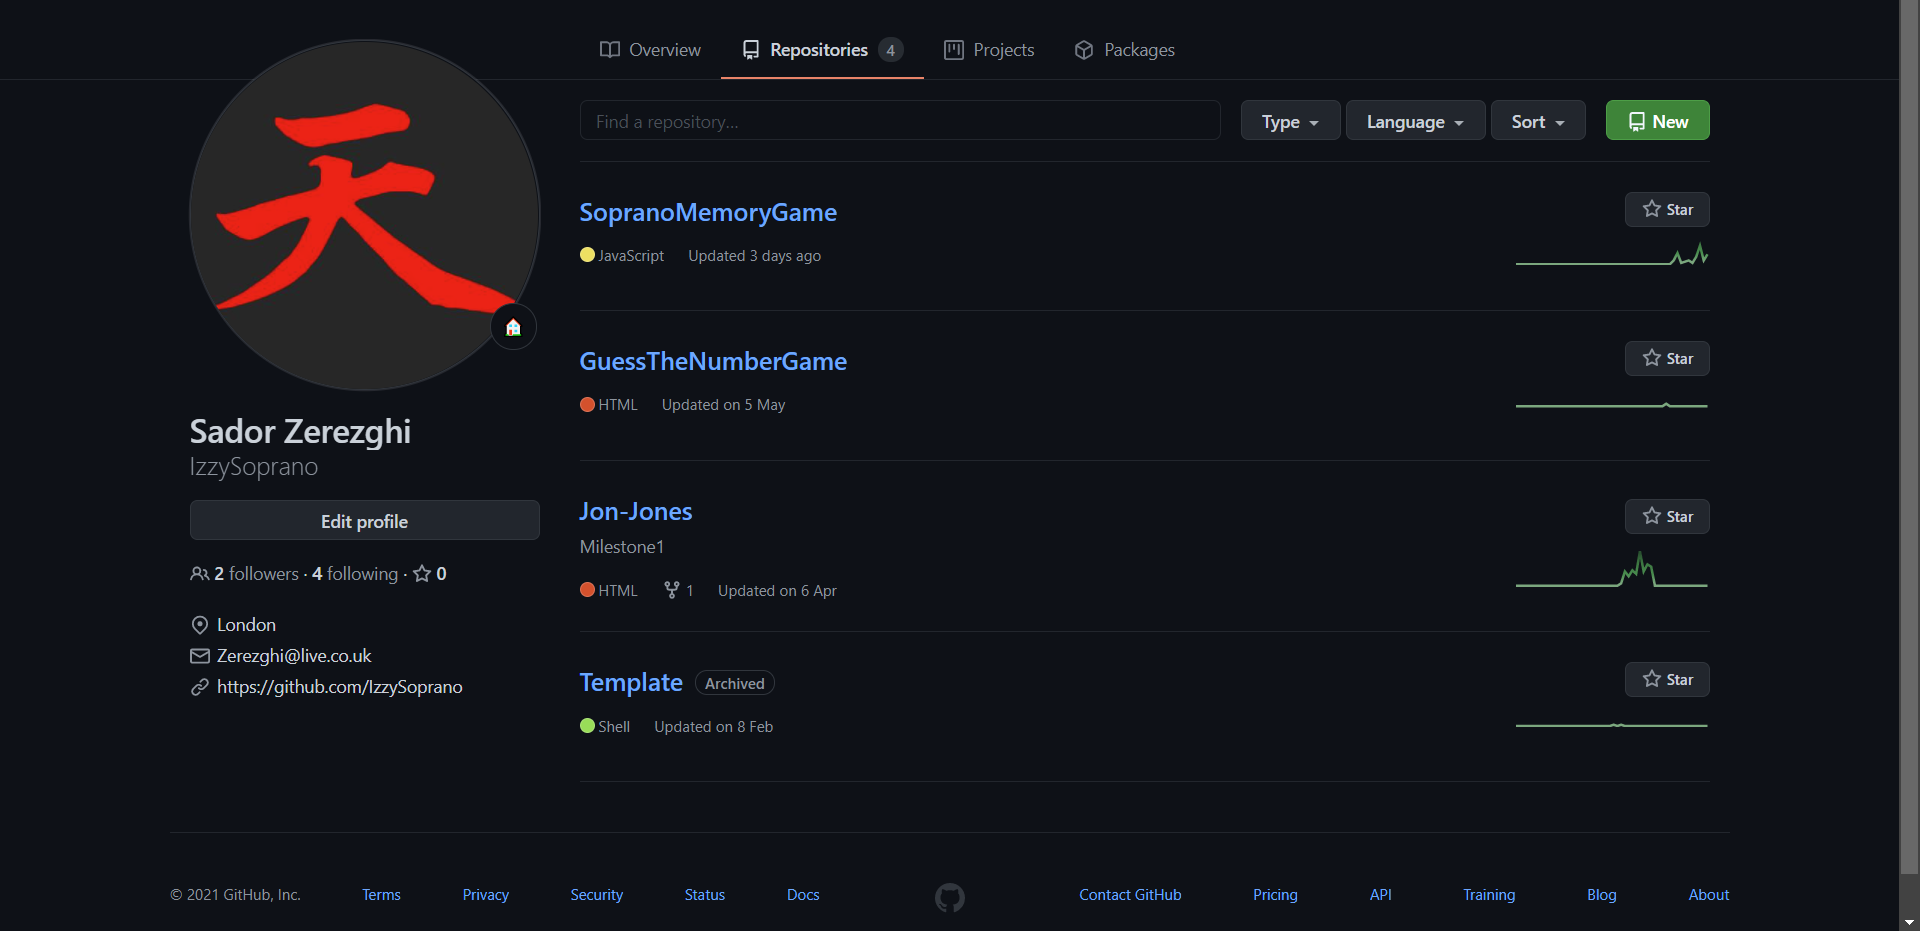 Overview
Repositories 4
Projects
Packages
天
Sador Zerezghi
IzzySoprano
Edit profile
2 followers · 4 following · 0
London
Zerezghi@live.co.uk
https://github.com/IzzySoprano
Find a repository...
Type
Language
Sort
New
SopranoMemoryGame
Star
JavaScript Updated 3 days ago
GuessTheNumberGame
Star
HTML Updated on 5 May
Jon-Jones
Star
Milestone1
HTML 1 Updated on 6 Apr
Template Archived
Star
Shell Updated on 8 Feb
© 2021 GitHub, Inc.
Terms
Privacy
Security
Status
Docs
Contact GitHub
Pricing
API
Training
Blog
About